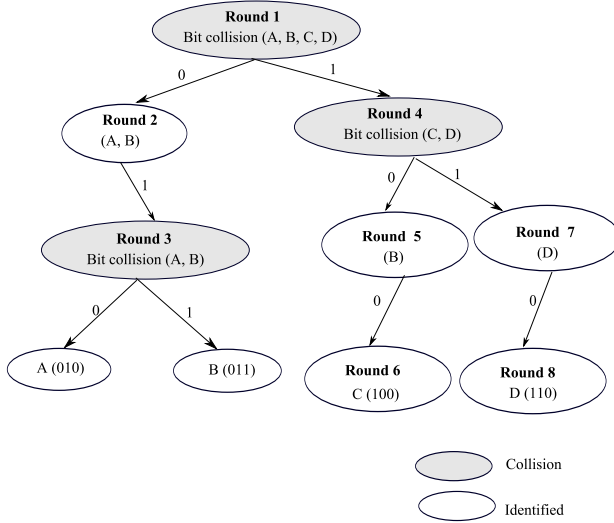 Round 1
Bit collision (A, B, C, D)
0
1
Round 2
(A, B)
Round 4
Bit collision (C, D)
1
0
1
Round 3
Bit collision (A, B)
Round 5
(B)
Round 7
(D)
0
1
0
0
A (010)
B (011)
Round 6
C (100)
Round 8
D (110)
Collision
Identified